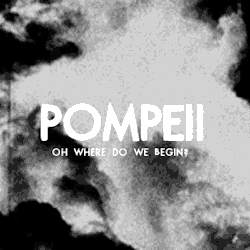 POMPEII
OH WHERE DO WE BEGIN?